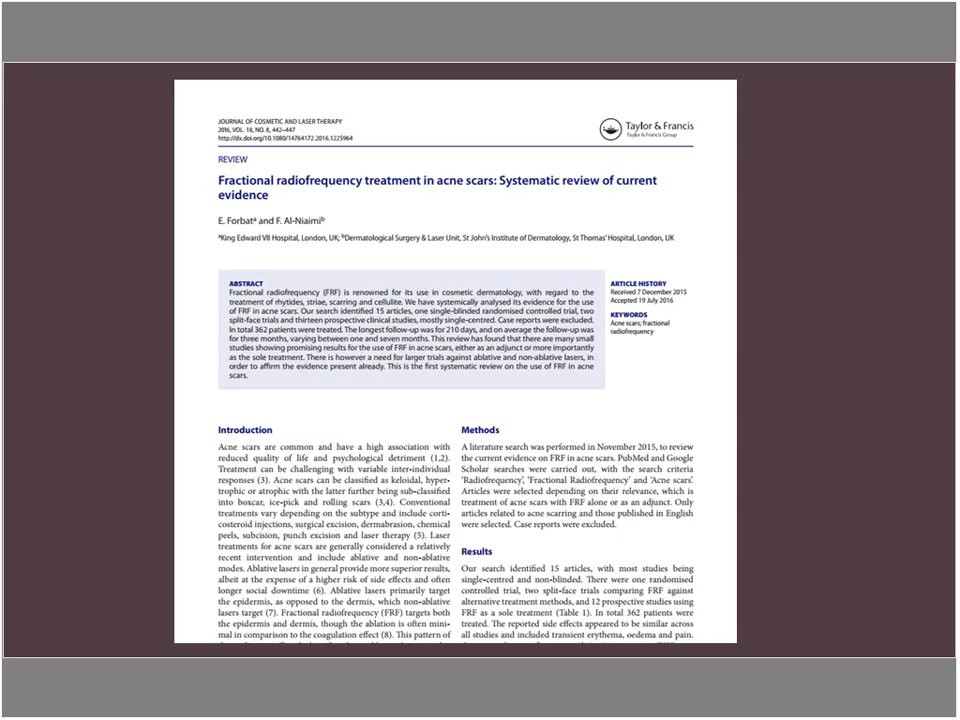 JOURNAL OF COSMETIC AND LASER THERAPY
2016, VOL. 18, NO. 8, 442–447
http://dx.doi.org/10.1080/14764172.2016.1225964
Taylor & Francis
Taylor & Francis Group
REVIEW
Fractional radiofrequency treatment in acne scars: Systematic review of current
evidence
E. Forbatᵃ and F. Al-Niaimiᵇ
ᵃKing Edward VII Hospital, London, UK; ᵇDermatological Surgery & Laser Unit, St John's Institute of Dermatology, St Thomas' Hospital, London, UK
ABSTRACT
Fractional radiofrequency (FRF) is renowned for its use in cosmetic dermatology, with regard to the
treatment of rhytides, striae, scarring and cellulite. We have systemically analysed its evidence for the use
of FRF in acne scars. Our search identified 15 articles, one single-blinded randomised controlled trial, two
split-face trials and thirteen prospective clinical studies, mostly single-centred. Case reports were excluded.
In total 362 patients were treated. The longest follow-up was for 210 days, and on average the follow-up was
for three months, varying between one and seven months. This review has found that there are many small
studies showing promising results for the use of FRF in acne scars, either as an adjunct or more importantly
as the sole treatment. There is however a need for larger trials against ablative and non-ablative lasers, in
order to affirm the evidence present already. This is the first systematic review on the use of FRF in acne
scars.
ARTICLE HISTORY
Received 7 December 2015
Accepted 19 July 2016
KEYWORDS
Acne scars; fractional
radiofrequency
Introduction
Acne scars are common and have a high association with
reduced quality of life and psychological detriment (1,2).
Treatment can be challenging with variable inter-individual
responses (3). Acne scars can be classified as keloidal, hyper-
trophic or atrophic with the latter further being sub-classified
into boxcar, ice-pick and rolling scars (3,4). Conventional
treatments vary depending on the subtype and include corti-
costeroid injections, surgical excision, dermabrasion, chemical
peels, subcision, punch excision and laser therapy (5). Laser
treatments for acne scars are generally considered a relatively
recent intervention and include ablative and non-ablative
modes. Ablative lasers in general provide more superior results,
albeit at the expense of a higher risk of side effects and often
longer social downtime (6). Ablative lasers primarily target
the epidermis, as opposed to the dermis, which non-ablative
lasers target (7). Fractional radiofrequency (FRF) targets both
the epidermis and dermis, though the ablation is often mini-
mal in comparison to the coagulation effect (8). This pattern of
Methods
A literature search was performed in November 2015, to review
the current evidence on FRF in acne scars. PubMed and Google
Scholar searches were carried out, with the search criteria
'Radiofrequency', 'Fractional Radiofrequency' and 'Acne scars'.
Articles were selected depending on their relevance, which is
treatment of acne scars with FRF alone or as an adjunct. Only
articles related to acne scarring and those published in English
were selected. Case reports were excluded.
Results
Our search identified 15 articles, with most studies being
single-centred and non-blinded. There were one randomised
controlled trial, two split-face trials comparing FRF against
alternative treatment methods, and 12 prospective studies using
FRF as a sole treatment (Table 1). In total 362 patients were
treated. The reported side effects appeared to be similar across
all studies and included transient erythema, oedema and pain.